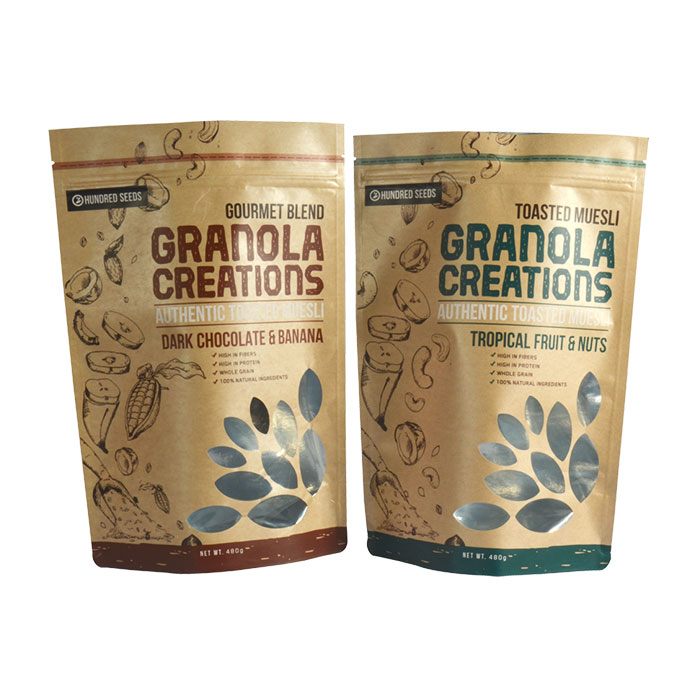 HUNDRED SEEDS
GOURMET BLEND
GRANOLA
CREATIONS
AUTHENTIC TOASTED MUESLI
DARK CHOCOLATE & BANANA
✓ HIGH IN FIBERS
✓ HIGH IN PROTEIN
✓ WHOLE GRAIN
✓ 100% NATURAL INGREDIENTS
NET WT. 480g
HUNDRED SEEDS
TOASTED MUESLI
GRANOLA
CREATIONS
AUTHENTIC TOASTED MUESLI
TROPICAL FRUIT & NUTS
✓ HIGH IN FIBERS
✓ HIGH IN PROTEIN
✓ WHOLE GRAIN
✓ 100% NATURAL INGREDIENTS
NET WT. 480g